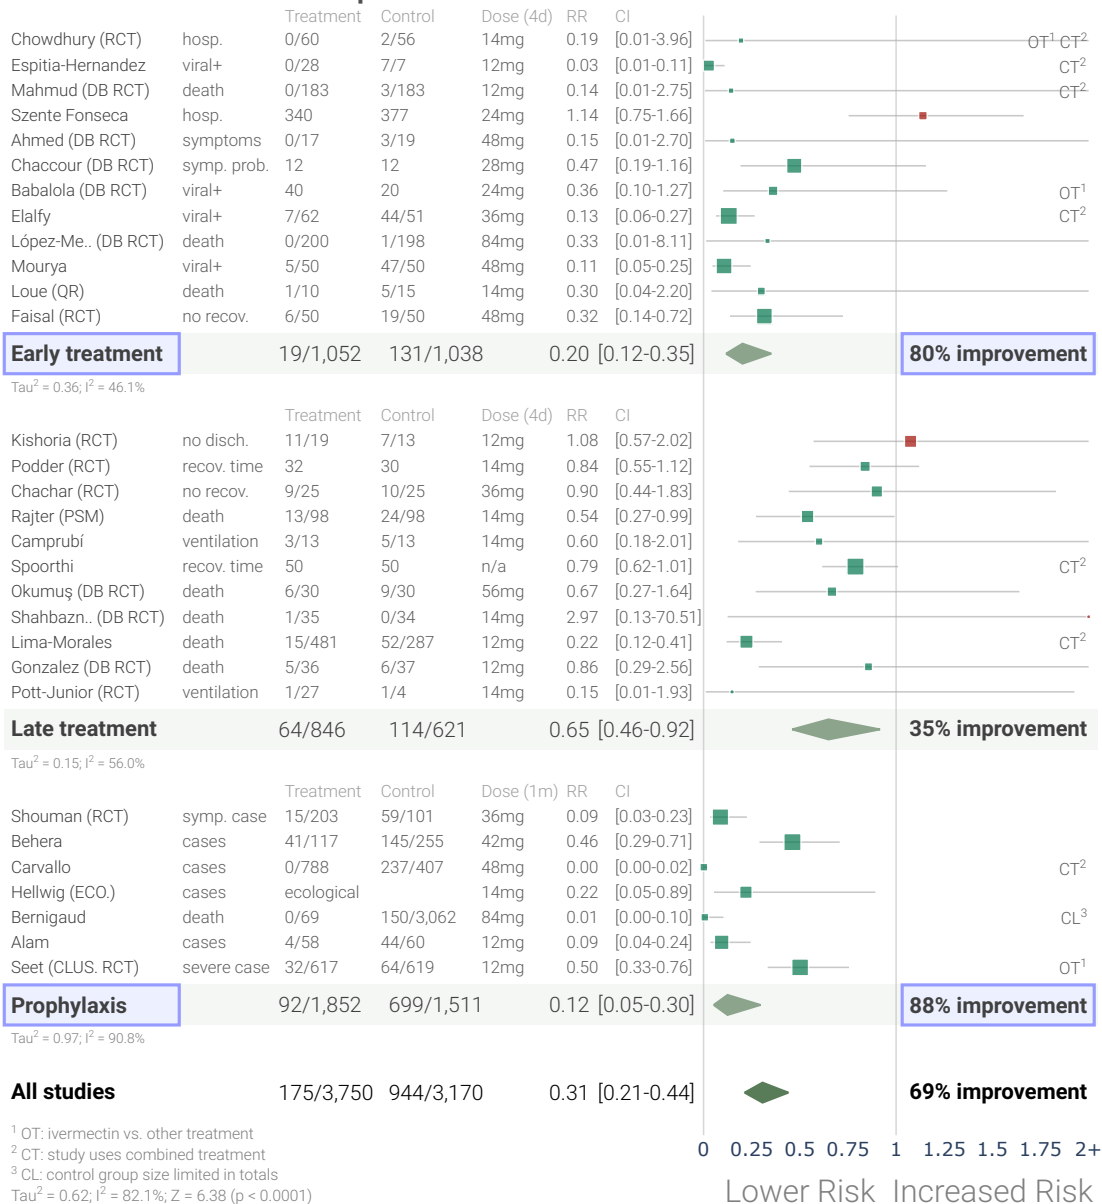 Treatment Control Dose (4d) RR CI
Chowdhury (RCT) hosp. 0/60 2/56 14mg 0.19 [0.01-3.96] OT¹ CT²
Espitia-Hernandez viral+ 0/28 7/7 12mg 0.03 [0.01-0.11] CT²
Mahmud (DB RCT) death 0/183 3/183 12mg 0.14 [0.01-2.75] CT²
Szente Fonseca hosp. 340 377 24mg 1.14 [0.75-1.66]
Ahmed (DB RCT) symptoms 0/17 3/19 48mg 0.15 [0.01-2.70]
Chaccour (DB RCT) symp. prob. 12 12 28mg 0.47 [0.19-1.16]
Babalola (DB RCT) viral+ 40 20 24mg 0.36 [0.10-1.27] OT¹
Elalfy viral+ 7/62 44/51 36mg 0.13 [0.06-0.27] CT²
López-Me.. (DB RCT) death 0/200 1/198 84mg 0.33 [0.01-8.11]
Mourya viral+ 5/50 47/50 48mg 0.11 [0.05-0.25]
Loue (QR) death 1/10 5/15 14mg 0.30 [0.04-2.20]
Faisal (RCT) no recov. 6/50 19/50 48mg 0.32 [0.14-0.72]
Early treatment 19/1,052 131/1,038 0.20 [0.12-0.35] 80% improvement
Tau² = 0.36; I² = 46.1%
Treatment Control Dose (4d) RR CI
Kishoria (RCT) no disch. 11/19 7/13 12mg 1.08 [0.57-2.02]
Podder (RCT) recov. time 32 30 14mg 0.84 [0.55-1.12]
Chachar (RCT) no recov. 9/25 10/25 36mg 0.90 [0.44-1.83]
Rajter (PSM) death 13/98 24/98 14mg 0.54 [0.27-0.99]
Camprubí ventilation 3/13 5/13 14mg 0.60 [0.18-2.01]
Spoorthi recov. time 50 50 n/a 0.79 [0.62-1.01] CT²
Okumuş (DB RCT) death 6/30 9/30 56mg 0.67 [0.27-1.64]
Shahbazn.. (DB RCT) death 1/35 0/34 14mg 2.97 [0.13-70.51]
Lima-Morales death 15/481 52/287 12mg 0.22 [0.12-0.41] CT²
Gonzalez (DB RCT) death 5/36 6/37 12mg 0.86 [0.29-2.56]
Pott-Junior (RCT) ventilation 1/27 1/4 14mg 0.15 [0.01-1.93]
Late treatment 64/846 114/621 0.65 [0.46-0.92] 35% improvement
Tau² = 0.15; I² = 56.0%
Treatment Control Dose (1m) RR CI
Shouman (RCT) symp. case 15/203 59/101 36mg 0.09 [0.03-0.23]
Behera cases 41/117 145/255 42mg 0.46 [0.29-0.71]
Carvallo cases 0/788 237/407 48mg 0.00 [0.00-0.02] CT²
Hellwig (ECO.) cases ecological 14mg 0.22 [0.05-0.89]
Bernigaud death 0/69 150/3,062 84mg 0.01 [0.00-0.10] CL³
Alam cases 4/58 44/60 12mg 0.09 [0.04-0.24]
Seet (CLUS. RCT) severe case 32/617 64/619 12mg 0.50 [0.33-0.76] OT¹
Prophylaxis 92/1,852 699/1,511 0.12 [0.05-0.30] 88% improvement
Tau² = 0.97; I² = 90.8%
All studies 175/3,750 944/3,170 0.31 [0.21-0.44] 69% improvement
¹ OT: ivermectin vs. other treatment
² CT: study uses combined treatment
³ CL: control group size limited in totals
Tau² = 0.62; I² = 82.1%; Z = 6.38 (p < 0.0001)
0 0.25 0.5 0.75 1 1.25 1.5 1.75 2+
Lower Risk Increased Risk